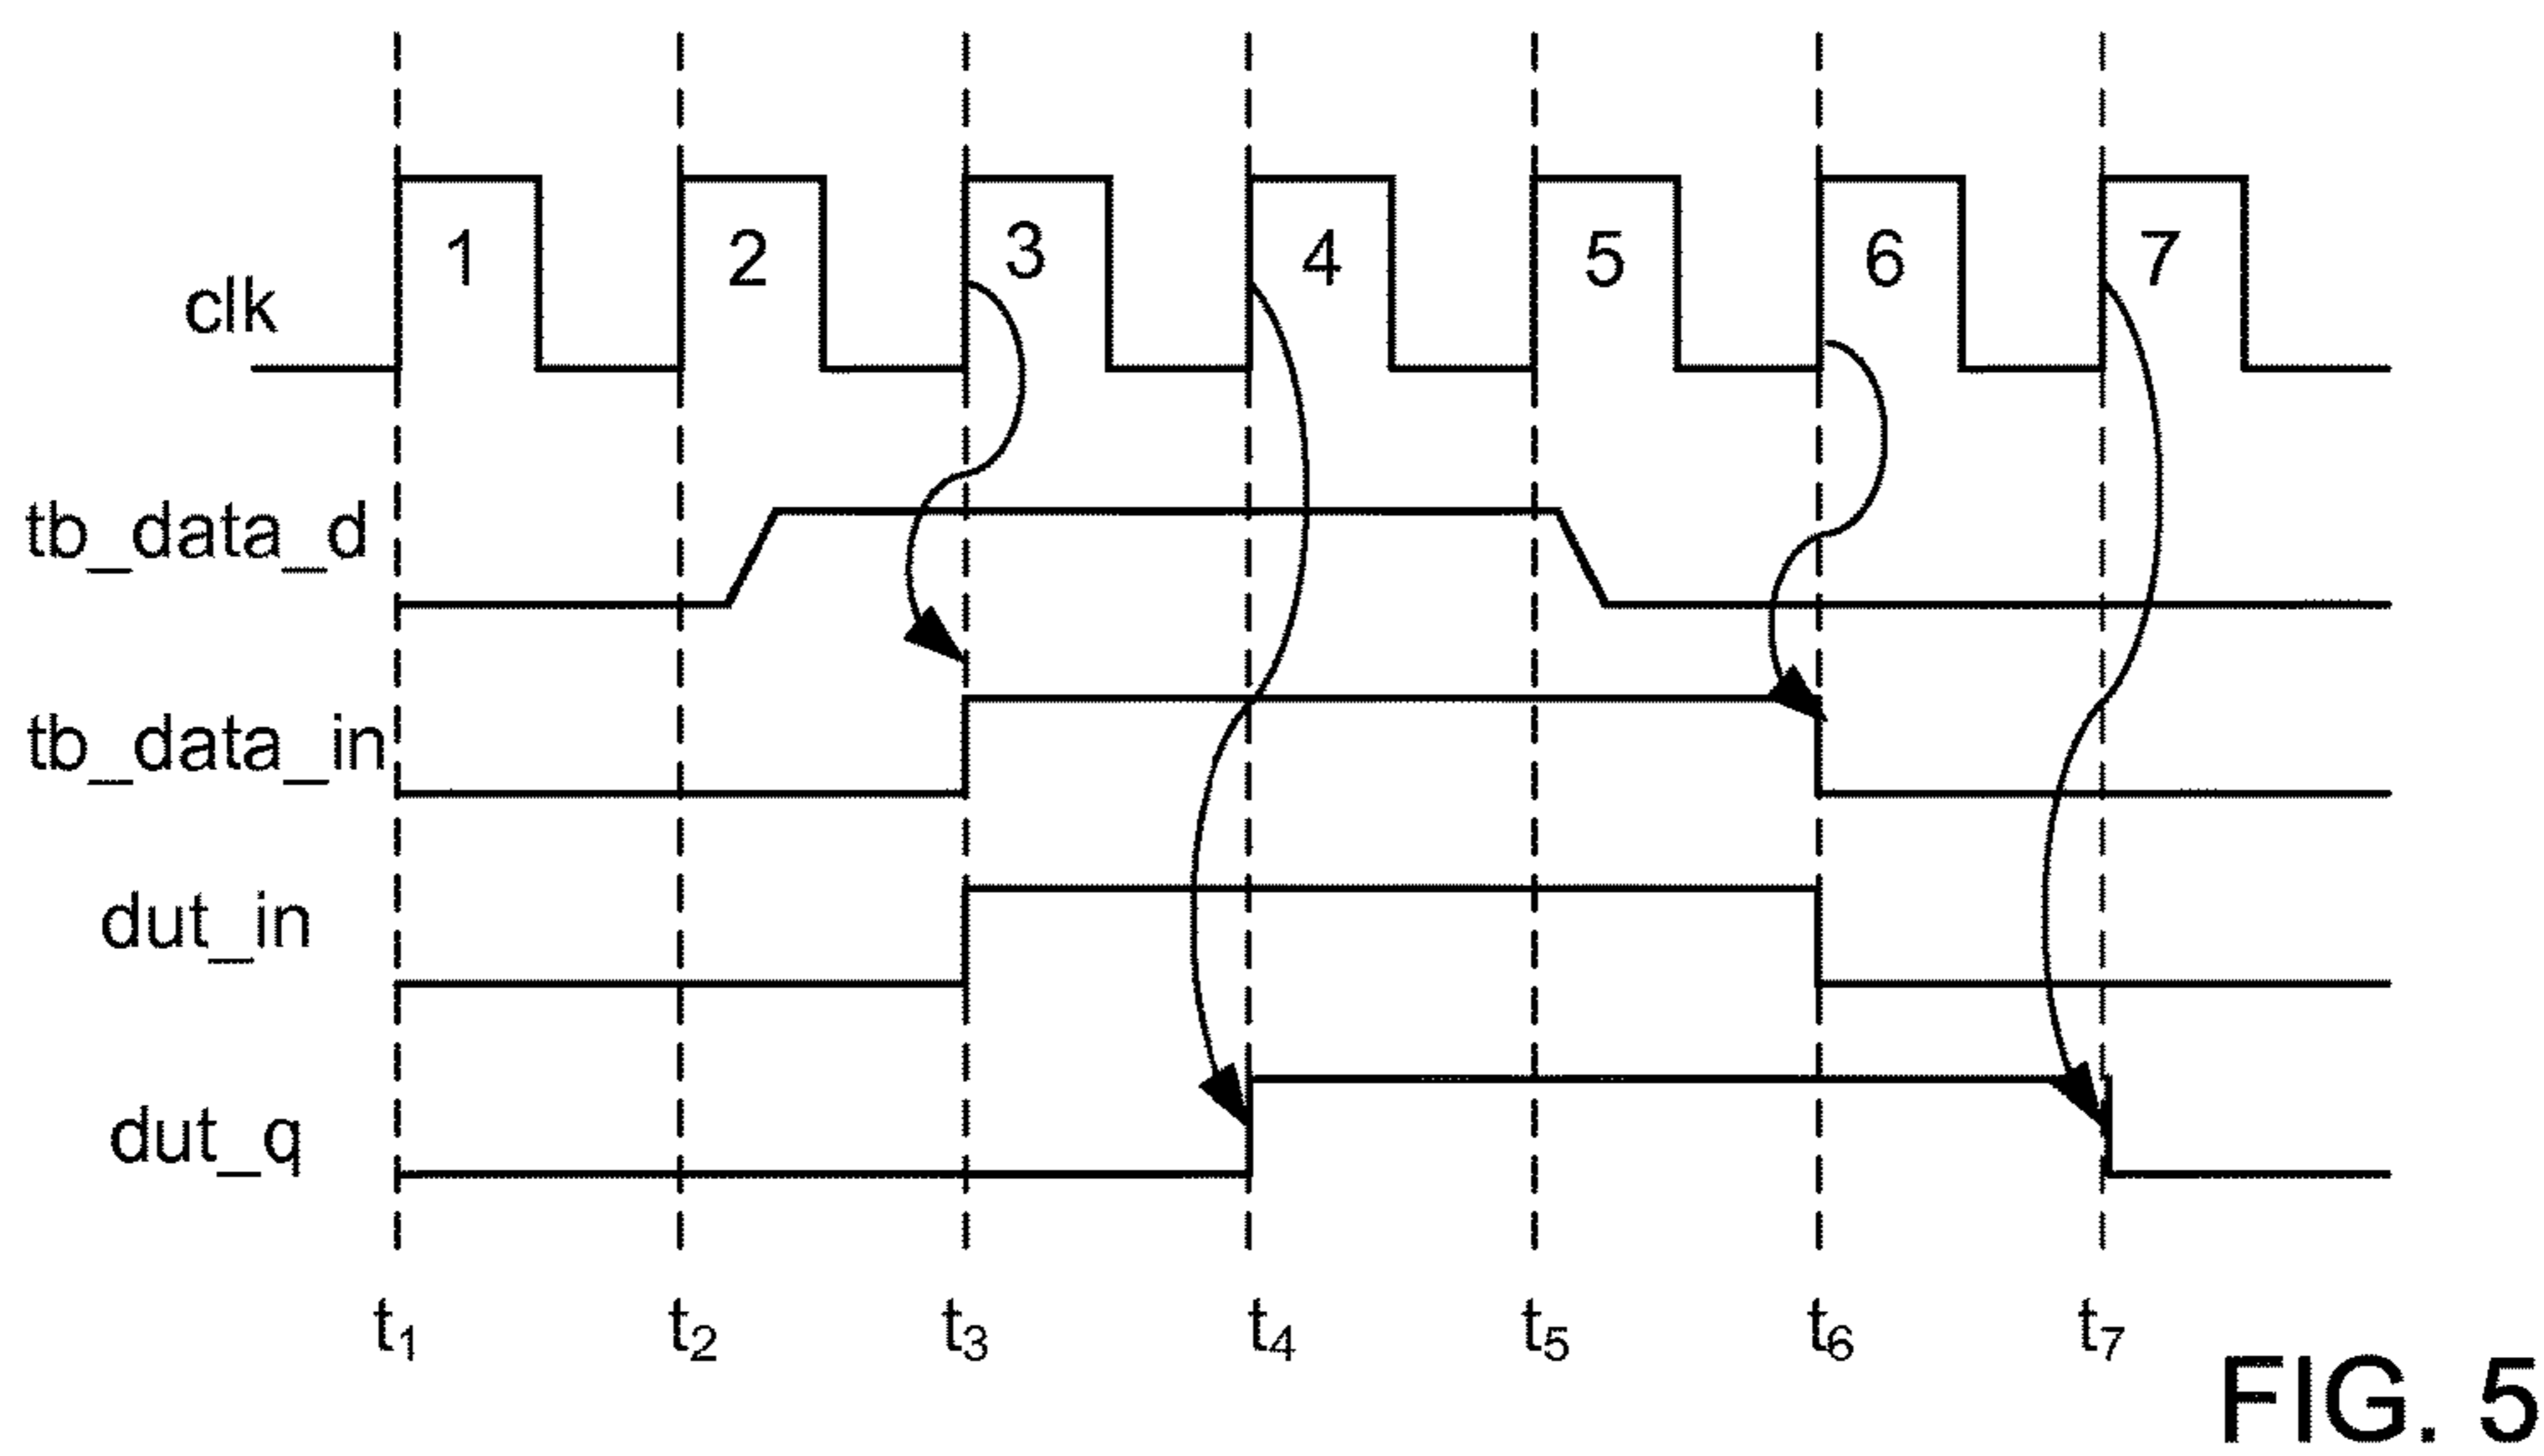 1 2 3 4 5 6 7
clk
tb_data_d
tb_data_in
dut_in
dut_q
t1 t2 t3 t4 t5 t6 t7
FIG. 5